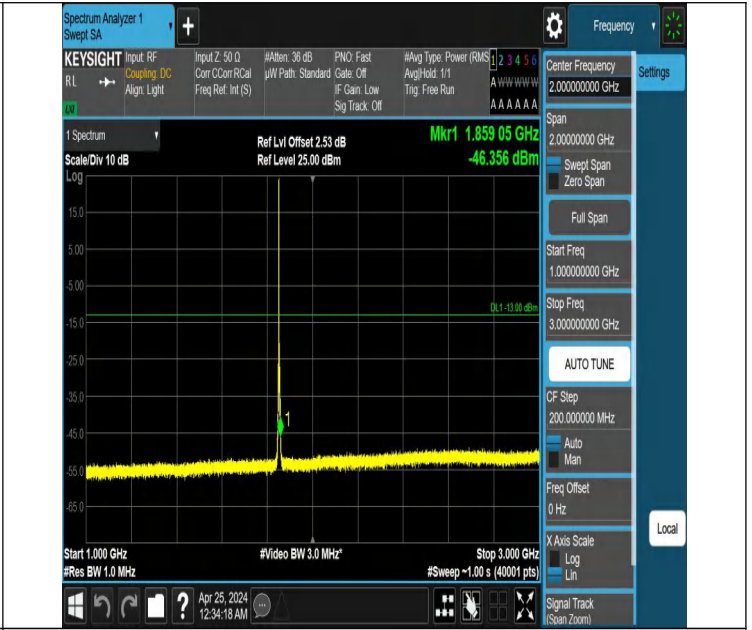 Spectrum Analyzer 1
Swept SA
+
Frequency
KEYSIGHT
RL
Input: RF
Coupling: DC
Align: Light
Input Z: 50 Ω
Corr CCorr RCal
Freq Ref: Int (S)
#Atten: 36 dB
µW Path: Standard
PNO: Fast
Gate: Off
IF Gain: Low
Sig Track: Off
#Avg Type: Power (RMS
Avg|Hold: 1/1
Trig: Free Run
1 2 3 4 5 6
A W W W W W
A A A A A A
1 Spectrum
Scale/Div 10 dB
Ref Lvl Offset 2.53 dB
Ref Level 25.00 dBm
Mkr1 1.859 05 GHz
-46.356 dBm
Log
15.0
5.00
-5.00
DL1 -13.00 dBm
-15.0
-25.0
-35.0
1
-45.0
-55.0
-65.0
Start 1.000 GHz
#Res BW 1.0 MHz
#Video BW 3.0 MHz*
Stop 3.000 GHz
#Sweep ~1.00 s (40001 pts)
?
Apr 25, 2024
12:34:18 AM
Center Frequency
2.000000000 GHz
Settings
Span
2.00000000 GHz
Swept Span
Zero Span
Full Span
Start Freq
1.000000000 GHz
Stop Freq
3.000000000 GHz
AUTO TUNE
CF Step
200.000000 MHz
Auto
Man
Freq Offset
0 Hz
X Axis Scale
Log
Lin
Local
Signal Track
(Span Zoom)